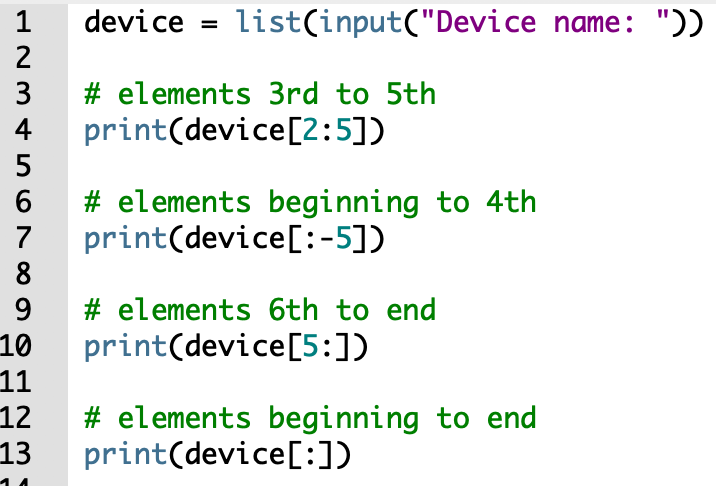 1 device = list(input("Device name: "))
2
3 # elements 3rd to 5th
4 print(device[2:5])
5
6 # elements beginning to 4th
7 print(device[:-5])
8
9 # elements 6th to end
10 print(device[5:])
11
12 # elements beginning to end
13 print(device[:])